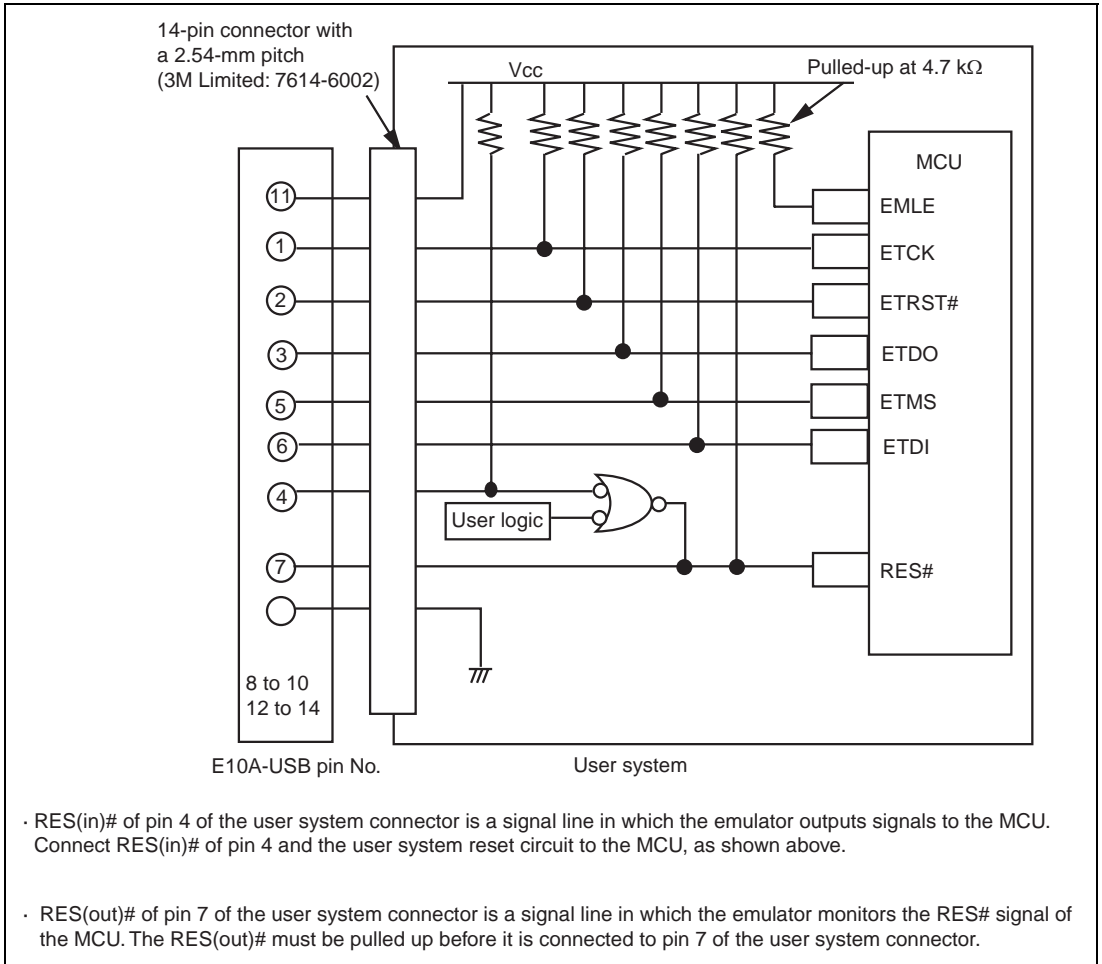 14-pin connector with
a 2.54-mm pitch
(3M Limited: 7614-6002)
Vcc
Pulled-up at 4.7 kΩ
MCU
11
EMLE
1
ETCK
2
ETRST#
3
ETDO
5
ETMS
6
ETDI
4
User logic
7
RES#
8 to 10
12 to 14
E10A-USB pin No.
User system
· RES(in)# of pin 4 of the user system connector is a signal line in which the emulator outputs signals to the MCU.
Connect RES(in)# of pin 4 and the user system reset circuit to the MCU, as shown above.
· RES(out)# of pin 7 of the user system connector is a signal line in which the emulator monitors the RES# signal of
the MCU. The RES(out)# must be pulled up before it is connected to pin 7 of the user system connector.